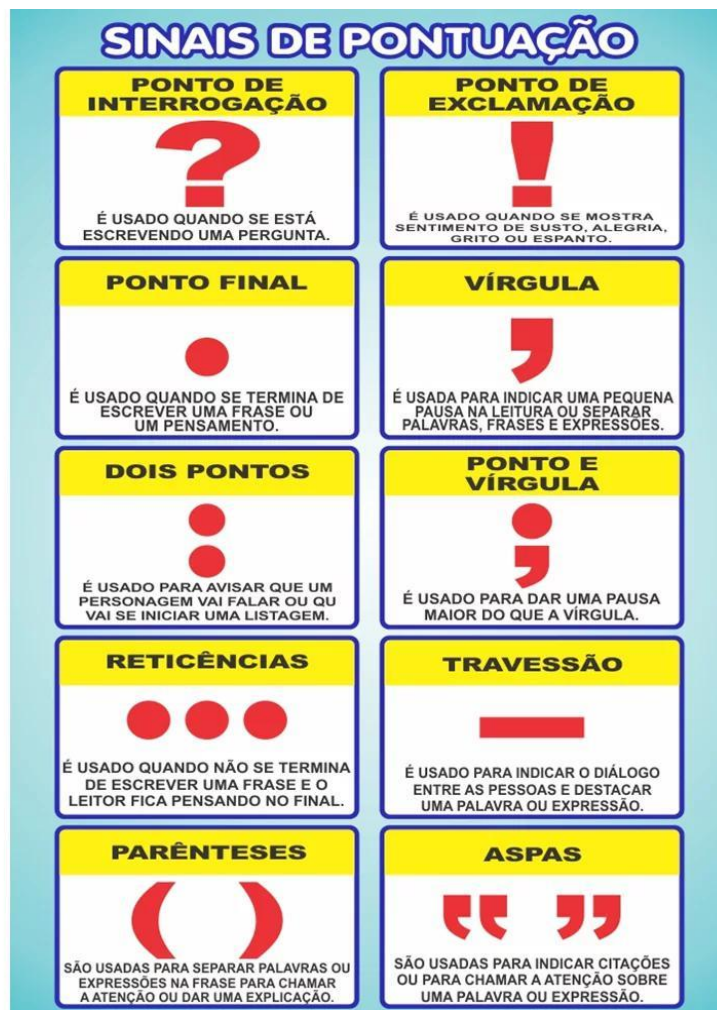 SINAIS DE PONTUAÇÃO
PONTO DE
INTERROGAÇÃO
?
É USADO QUANDO SE ESTÁ
ESCREVENDO UMA PERGUNTA.
PONTO DE
EXCLAMAÇÃO
!
É USADO QUANDO SE MOSTRA
SENTIMENTO DE SUSTO, ALEGRIA,
GRITO OU ESPANTO.
PONTO FINAL
.
É USADO QUANDO SE TERMINA DE
ESCREVER UMA FRASE OU
UM PENSAMENTO.
VÍRGULA
,
É USADA PARA INDICAR UMA PEQUENA
PAUSA NA LEITURA OU SEPARAR
PALAVRAS, FRASES E EXPRESSÕES.
DOIS PONTOS
:
É USADO PARA AVISAR QUE UM
PERSONAGEM VAI FALAR OU QU
VAI SE INICIAR UMA LISTAGEM.
PONTO E
VÍRGULA
;
É USADO PARA DAR UMA PAUSA
MAIOR DO QUE A VÍRGULA.
RETICÊNCIAS
...
É USADO QUANDO NÃO SE TERMINA
DE ESCREVER UMA FRASE E O
LEITOR FICA PENSANDO NO FINAL.
TRAVESSÃO
—
É USADO PARA INDICAR O DIÁLOGO
ENTRE AS PESSOAS E DESTACAR
UMA PALAVRA OU EXPRESSÃO.
PARÊNTESES
( )
SÃO USADAS PARA SEPARAR PALAVRAS OU
EXPRESSÕES NA FRASE PARA CHAMAR
A ATENÇÃO OU DAR UMA EXPLICAÇÃO.
ASPAS
“ ”
SÃO USADAS PARA INDICAR CITAÇÕES
OU PARA CHAMAR A ATENÇÃO SOBRE
UMA PALAVRA OU EXPRESSÃO.